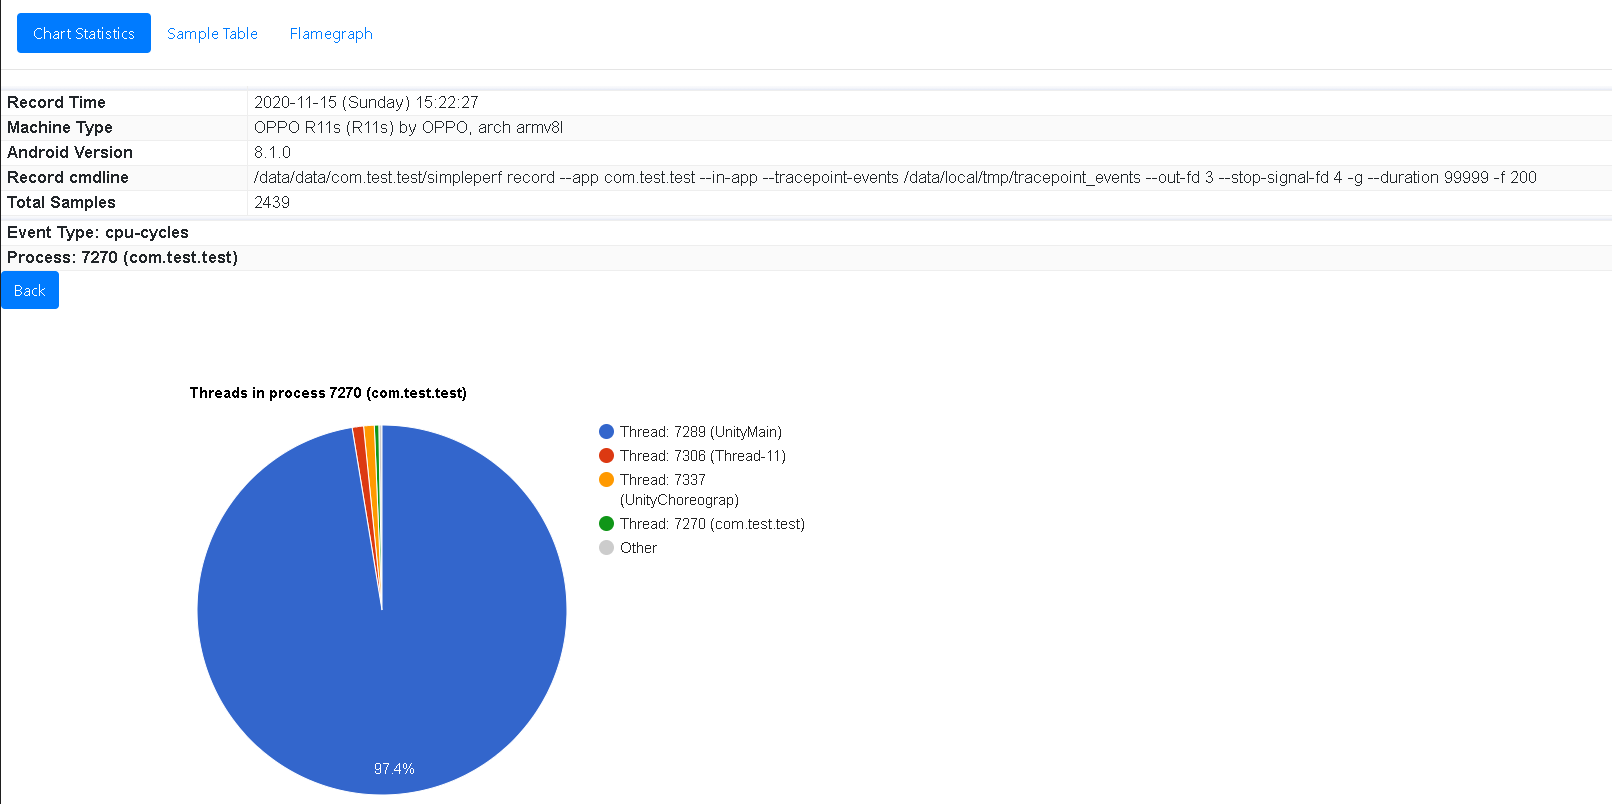 Chart Statistics Sample Table Flamegraph
Record Time 2020-11-15 (Sunday) 15:22:27
Machine Type OPPO R11s (R11s) by OPPO, arch armv8l
Android Version 8.1.0
Record cmdline /data/data/com.test.test/simpleperf record --app com.test.test --in-app --tracepoint-events /data/local/tmp/tracepoint_events --out-fd 3 --stop-signal-fd 4 -g --duration 99999 -f 200
Total Samples 2439
Event Type: cpu-cycles
Process: 7270 (com.test.test)
Back
Threads in process 7270 (com.test.test)
Thread: 7289 (UnityMain)
Thread: 7306 (Thread-11)
Thread: 7337
(UnityChoreograp)
Thread: 7270 (com.test.test)
Other
97.4%